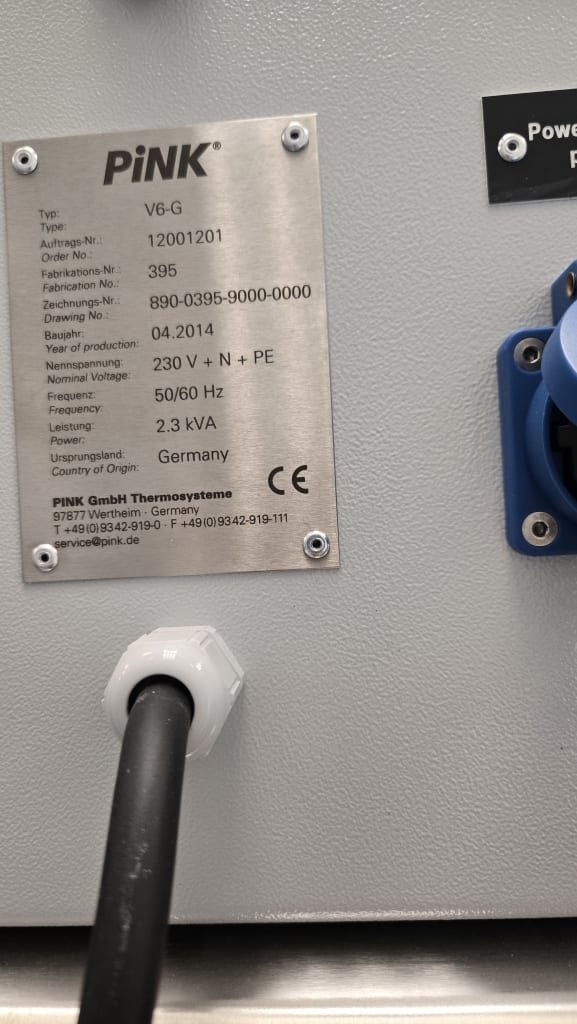 PiNK®
Typ: V6-G
Type:
Auftrags-Nr.: 12001201
Order No.:
Fabrikations-Nr.: 395
Fabrication No.:
Zeichnungs-Nr.: 890-0395-9000-0000
Drawing No.:
Baujahr: 04.2014
Year of production:
Nennspannung: 230 V + N + PE
Nominal Voltage:
Frequenz: 50/60 Hz
Frequency:
Leistung: 2.3 kVA
Power:
Ursprungsland: Germany
Country of Origin:
CE
PINK GmbH Thermosysteme
97877 Wertheim · Germany
T +49(0)9342-919-0 · F +49(0)9342-919-111
service@pink.de
Powe